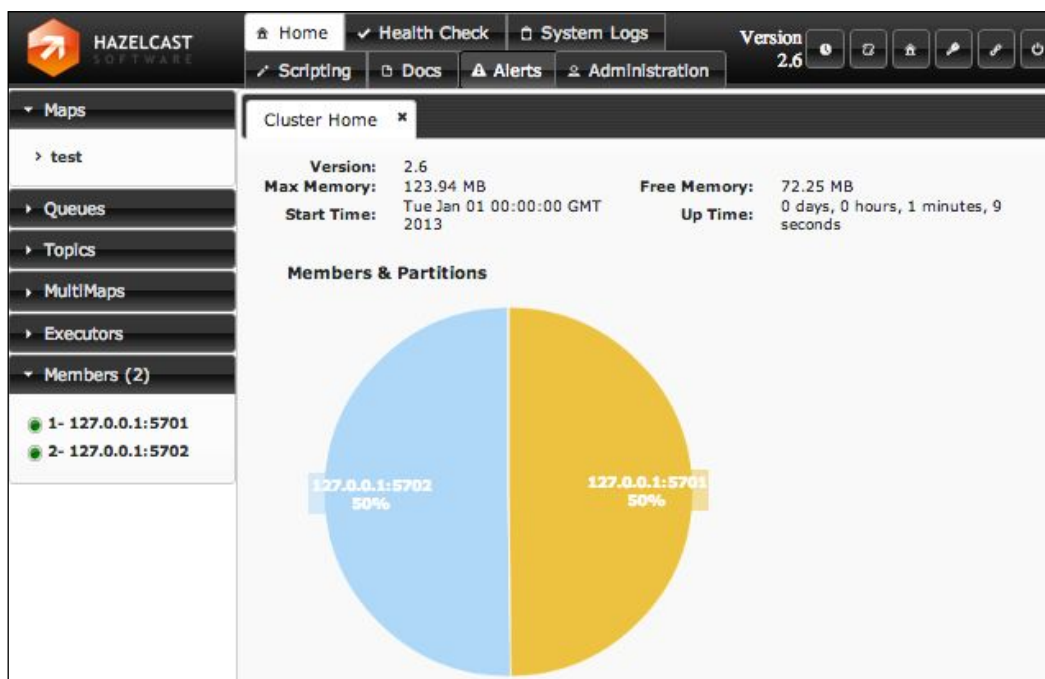 HAZELCAST
SOFTWARE
Home
Health Check
System Logs
Scripting
Docs
Alerts
Administration
Version
2.6
Maps
test
Queues
Topics
MultiMaps
Executors
Members (2)
1- 127.0.0.1:5701
2- 127.0.0.1:5702
Cluster Home
Version: 2.6
Max Memory: 123.94 MB Free Memory: 72.25 MB
Start Time: Tue Jan 01 00:00:00 GMT
2013
Up Time: 0 days, 0 hours, 1 minutes, 9
seconds
Members & Partitions
127.0.0.1:5702
50%
127.0.0.1:5701
50%